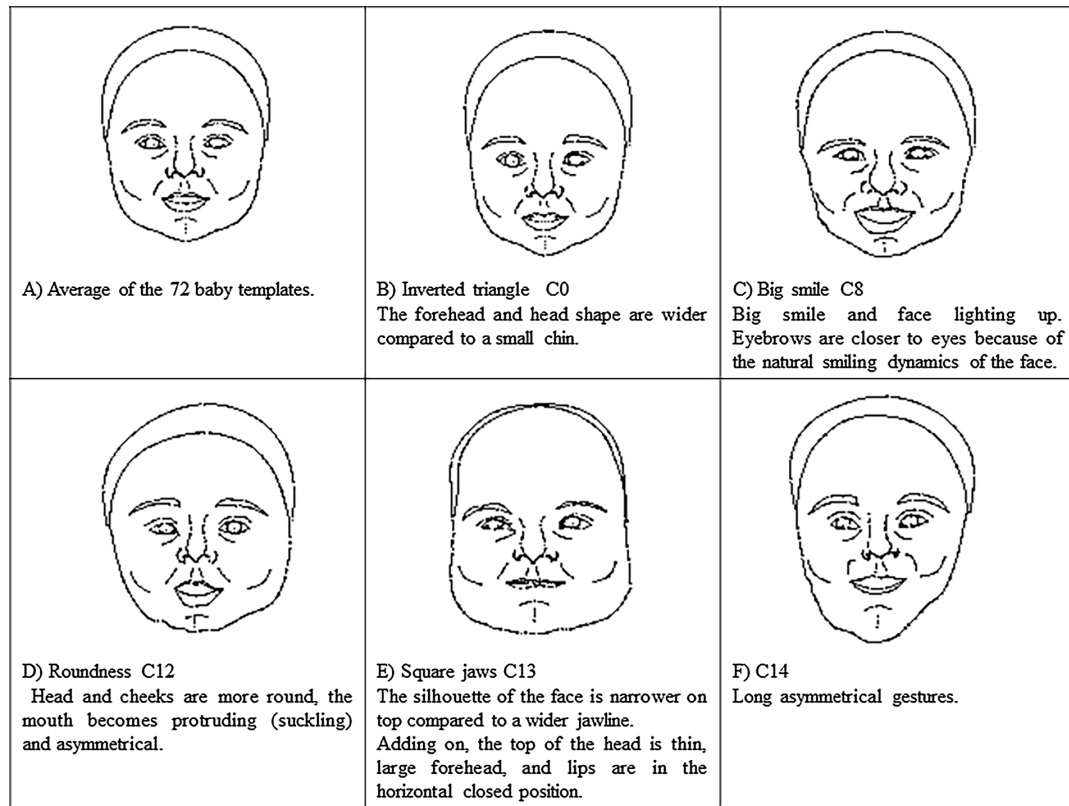 A) Average of the 72 baby templates.
B) Inverted triangle C0
The forehead and head shape are wider
compared to a small chin.
C) Big smile C8
Big smile and face lighting up.
Eyebrows are closer to eyes because of
the natural smiling dynamics of the face.
D) Roundness C12
Head and cheeks are more round, the
mouth becomes protruding (suckling)
and asymmetrical.
E) Square jaws C13
The silhouette of the face is narrower on
top compared to a wider jawline.
Adding on, the top of the head is thin,
large forehead, and lips are in the
horizontal closed position.
F) C14
Long asymmetrical gestures.